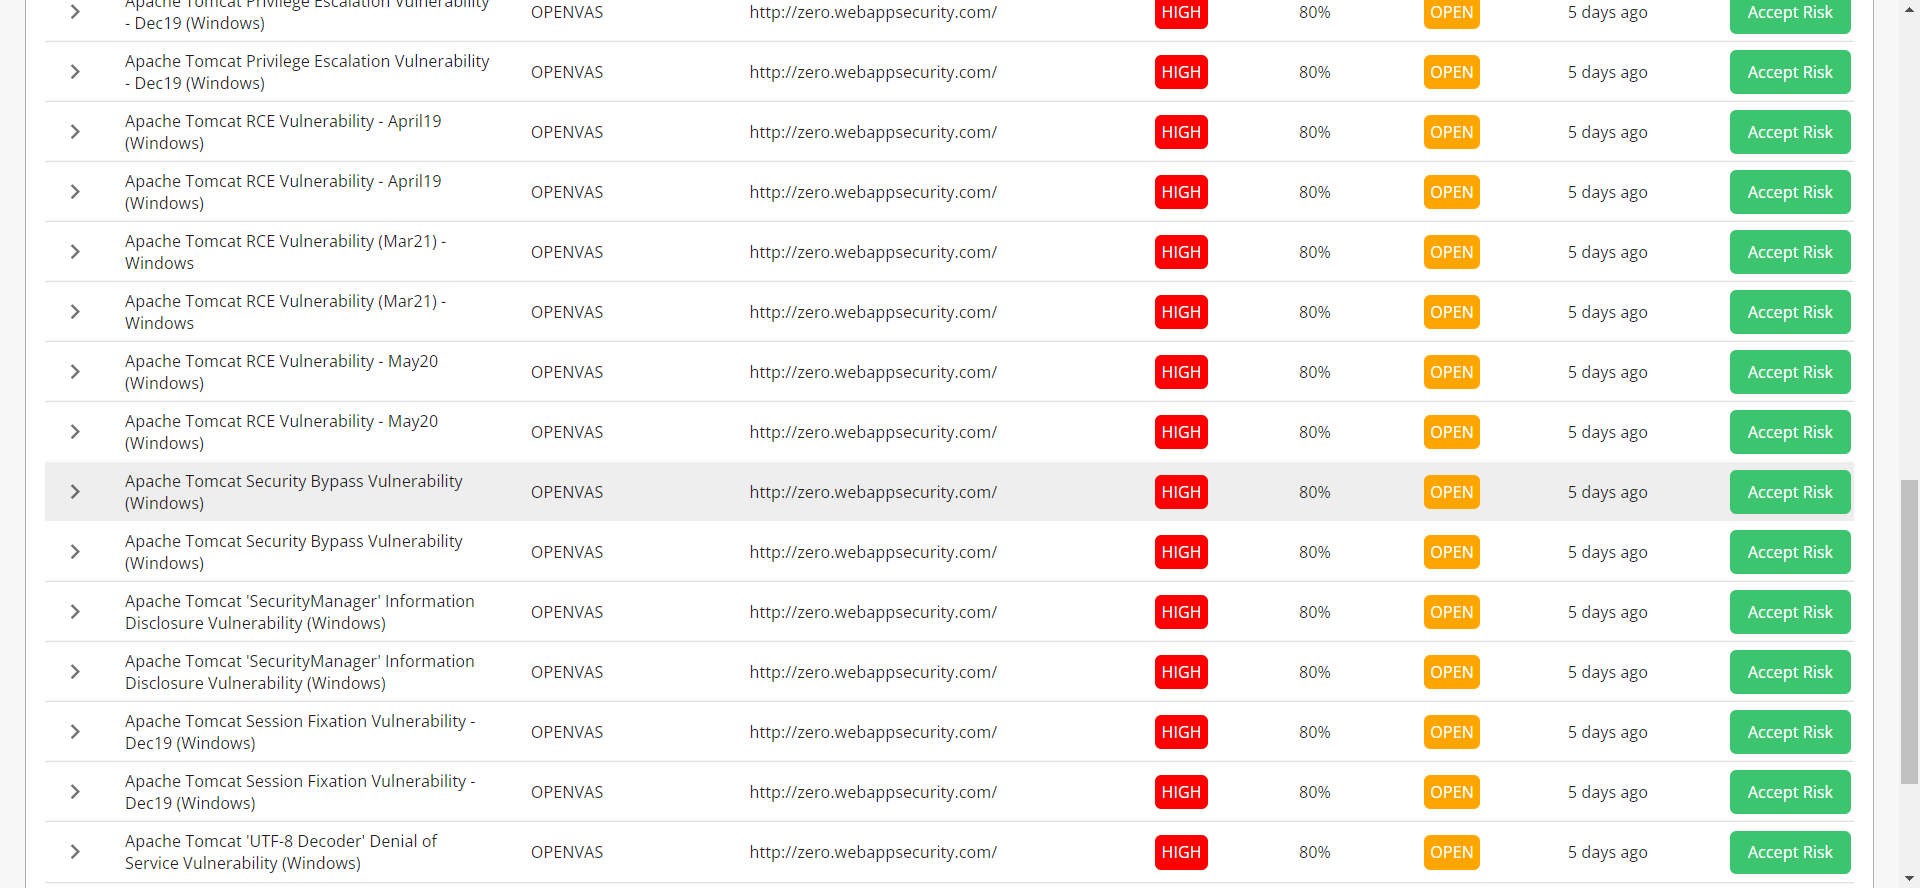 Apache Tomcat Privilege Escalation Vulnerability
- Dec19 (Windows) OPENVAS http://zero.webappsecurity.com/ HIGH 80% OPEN 5 days ago Accept Risk
Apache Tomcat Privilege Escalation Vulnerability
- Dec19 (Windows) OPENVAS http://zero.webappsecurity.com/ HIGH 80% OPEN 5 days ago Accept Risk
Apache Tomcat RCE Vulnerability - April19
(Windows) OPENVAS http://zero.webappsecurity.com/ HIGH 80% OPEN 5 days ago Accept Risk
Apache Tomcat RCE Vulnerability - April19
(Windows) OPENVAS http://zero.webappsecurity.com/ HIGH 80% OPEN 5 days ago Accept Risk
Apache Tomcat RCE Vulnerability (Mar21) -
Windows OPENVAS http://zero.webappsecurity.com/ HIGH 80% OPEN 5 days ago Accept Risk
Apache Tomcat RCE Vulnerability (Mar21) -
Windows OPENVAS http://zero.webappsecurity.com/ HIGH 80% OPEN 5 days ago Accept Risk
Apache Tomcat RCE Vulnerability - May20
(Windows) OPENVAS http://zero.webappsecurity.com/ HIGH 80% OPEN 5 days ago Accept Risk
Apache Tomcat RCE Vulnerability - May20
(Windows) OPENVAS http://zero.webappsecurity.com/ HIGH 80% OPEN 5 days ago Accept Risk
Apache Tomcat Security Bypass Vulnerability
(Windows) OPENVAS http://zero.webappsecurity.com/ HIGH 80% OPEN 5 days ago Accept Risk
Apache Tomcat Security Bypass Vulnerability
(Windows) OPENVAS http://zero.webappsecurity.com/ HIGH 80% OPEN 5 days ago Accept Risk
Apache Tomcat 'SecurityManager' Information
Disclosure Vulnerability (Windows) OPENVAS http://zero.webappsecurity.com/ HIGH 80% OPEN 5 days ago Accept Risk
Apache Tomcat 'SecurityManager' Information
Disclosure Vulnerability (Windows) OPENVAS http://zero.webappsecurity.com/ HIGH 80% OPEN 5 days ago Accept Risk
Apache Tomcat Session Fixation Vulnerability -
Dec19 (Windows) OPENVAS http://zero.webappsecurity.com/ HIGH 80% OPEN 5 days ago Accept Risk
Apache Tomcat Session Fixation Vulnerability -
Dec19 (Windows) OPENVAS http://zero.webappsecurity.com/ HIGH 80% OPEN 5 days ago Accept Risk
Apache Tomcat 'UTF-8 Decoder' Denial of
Service Vulnerability (Windows) OPENVAS http://zero.webappsecurity.com/ HIGH 80% OPEN 5 days ago Accept Risk